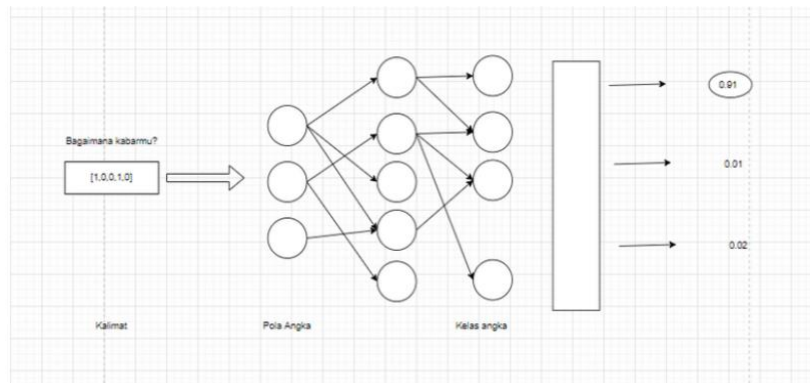 Bagaimana kabarmu?
[1,0,0,1,0]
0.91
0.01
0.02
Kalimat
Pola Angka
Kelas angka